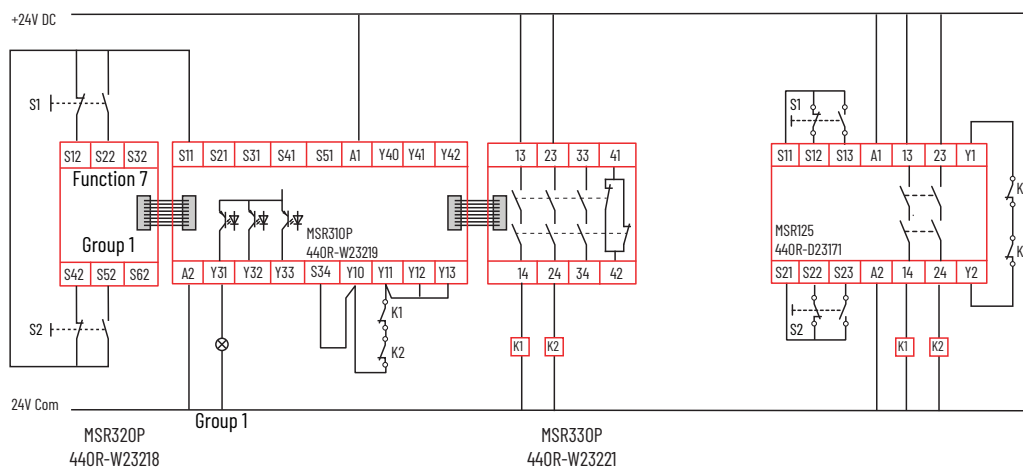 +24V DC
S1
S1
S12 S22 S32
S11 S21 S31 S41 S51 A1 Y40 Y41 Y42
13 23 33 41
S11 S12 S13 A1 13 23 Y1
Function 7
K
MSR310P
440R-W23219
MSR125
440R-D23171
Group 1
K
S42 S52 S62
A2 Y31 Y32 Y33 S34 Y10 Y11 Y12 Y13
14 24 34 42
S21 S22 S23 A2 14 24 Y2
K1
S2
S2
K1 K2
K1 K2
K2
24V Com
Group 1
MSR320P
440R-W23218
MSR330P
440R-W23221